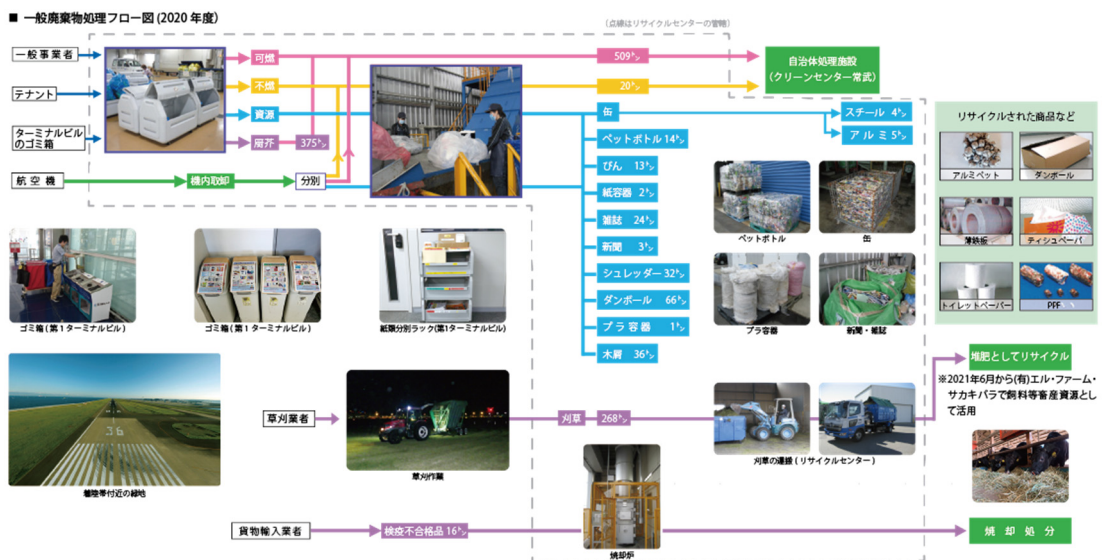 ■ 一般廃棄物処理フロー図 (2020 年度)
(点線はリサイクルセンターの管轄)
一般事業者
テナント
ターミナルビル
のゴミ箱
航空機
機内取卸
分別
可燃
不燃
資源
厨芥
375㌧
509㌧
20㌧
自治体処理施設
(クリーンセンター常武)
缶
スチール 4㌧
アルミ 5㌧
ペットボトル 14㌧
びん 13㌧
紙容器 2㌧
雑誌 24㌧
新聞 3㌧
シュレッダー 32㌧
ダンボール 66㌧
プラ容器 1㌧
木屑 36㌧
ペットボトル
缶
プラ容器
新聞・雑誌
リサイクルされた商品など
アルミペット
ダンボール
薄鉄板
ティシュペーパ
トイレットペーパー
PPF
ゴミ箱(第1ターミナルビル)
ゴミ箱(第1ターミナルビル)
紙類分別ラック(第1ターミナルビル)
36
着陸帯付近の緑地
草刈業者
草刈作業
刈草
268㌧
刈草の運搬(リサイクルセンター)
堆肥としてリサイクル
※2021年6月から(有)エル・ファーム・
サカキバラで飼料等畜産資源とし
て活用
貨物輸入業者
検疫不合格品 16㌧
焼却炉
焼却処分